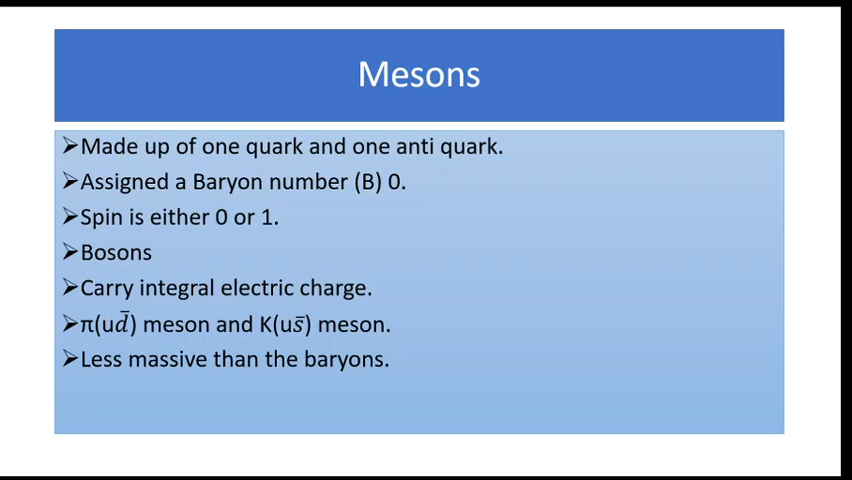 Mesons
➢Made up of one quark and one anti quark.
➢Assigned a Baryon number (B) 0.
➢Spin is either 0 or 1.
➢Bosons
➢Carry integral electric charge.
➢π(ud̄) meson and K(us̄) meson.
➢Less massive than the baryons.